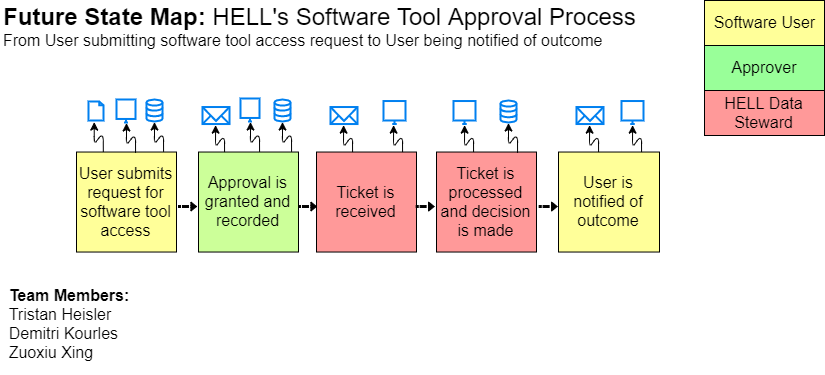 Future State Map: HELL's Software Tool Approval Process
From User submitting software tool access request to User being notified of outcome
Software User
Approver
HELL Data
Steward
User submits
request for
software tool
access
Approval is
granted and
recorded
Ticket is
received
Ticket is
processed
and decision
is made
User is
notified of
outcome
Team Members:
Tristan Heisler
Demitri Kourles
Zuoxiu Xing